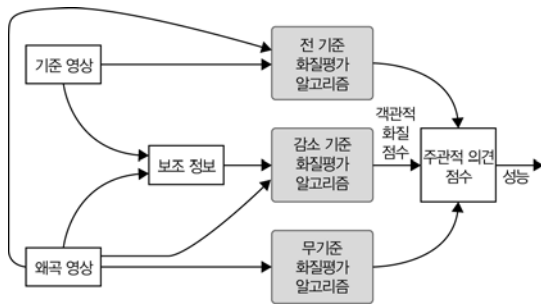 기준 영상
왜곡 영상
보조 정보
전 기준
화질평가
알고리즘
감소 기준
화질평가
알고리즘
무기준
화질평가
알고리즘
객관적
화질
점수
주관적 의견
점수
성능